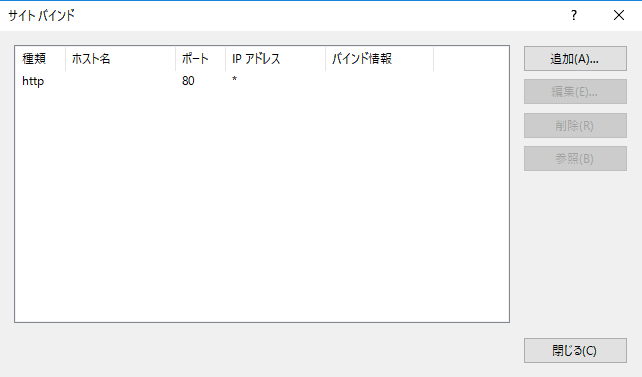 サイト バインド
種類 ホスト名 ポート IP アドレス バインド情報
http 80 *
追加(A)...
編集(E)...
削除(R)
参照(B)
閉じる(C)